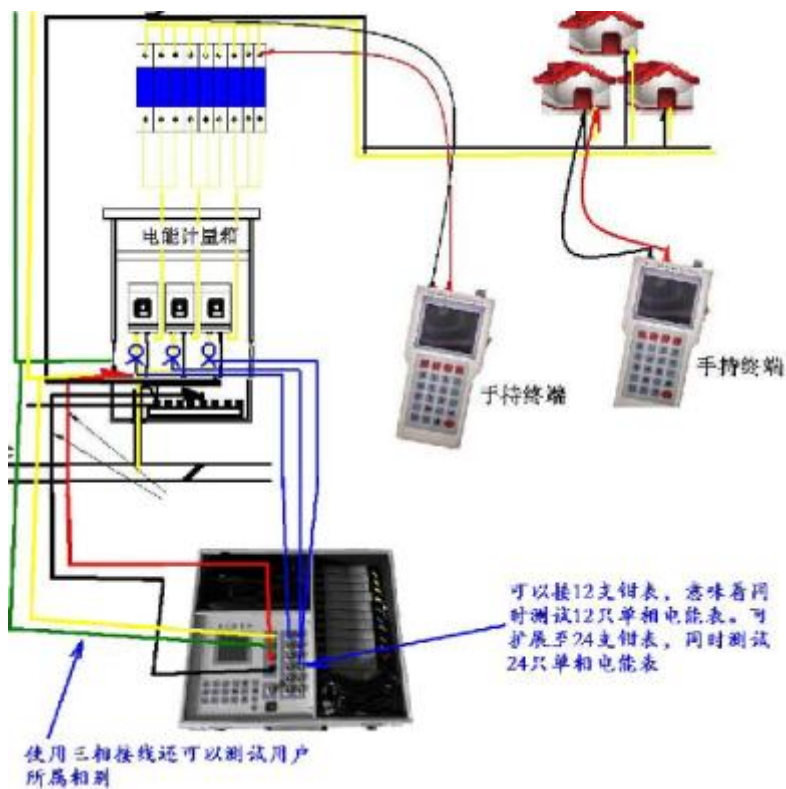 电能计量箱
手持终端
手持终端
可以接12支钳表，意味着同
时测试12只单相电能表。可
扩展至24支钳表，同时测试
24只单相电能表
使用三相接线还可以测试用户
所属相别